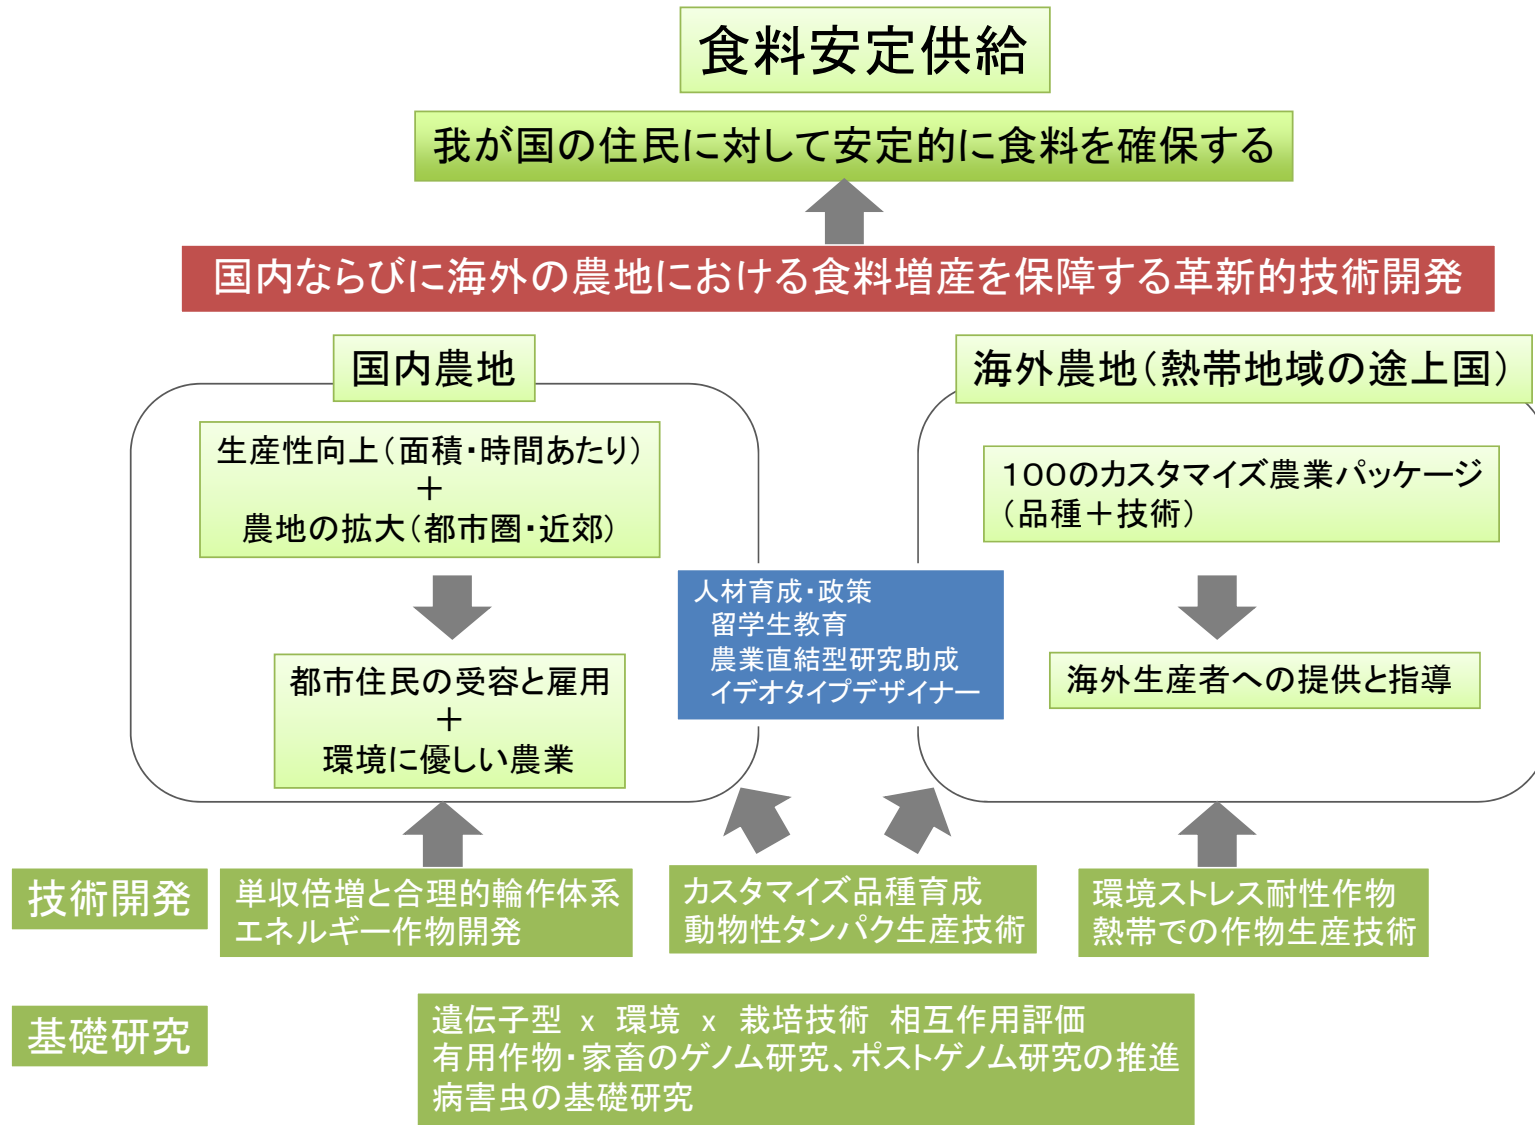 食料安定供給
我が国の住民に対して安定的に食料を確保する
国内ならびに海外の農地における食料増産を保障する革新的技術開発
国内農地
生産性向上（面積・時間あたり）
＋
農地の拡大（都市圏・近郊）
都市住民の受容と雇用
＋
環境に優しい農業
海外農地（熱帯地域の途上国）
１００のカスタマイズ農業パッケージ
（品種＋技術）
海外生産者への提供と指導
人材育成・政策
留学生教育
農業直結型研究助成
イデオタイプデザイナー
技術開発
単収倍増と合理的輪作体系
エネルギー作物開発
カスタマイズ品種育成
動物性タンパク生産技術
環境ストレス耐性作物
熱帯での作物生産技術
基礎研究
遺伝子型 x 環境 x 栽培技術 相互作用評価
有用作物・家畜のゲノム研究、ポストゲノム研究の推進
病害虫の基礎研究